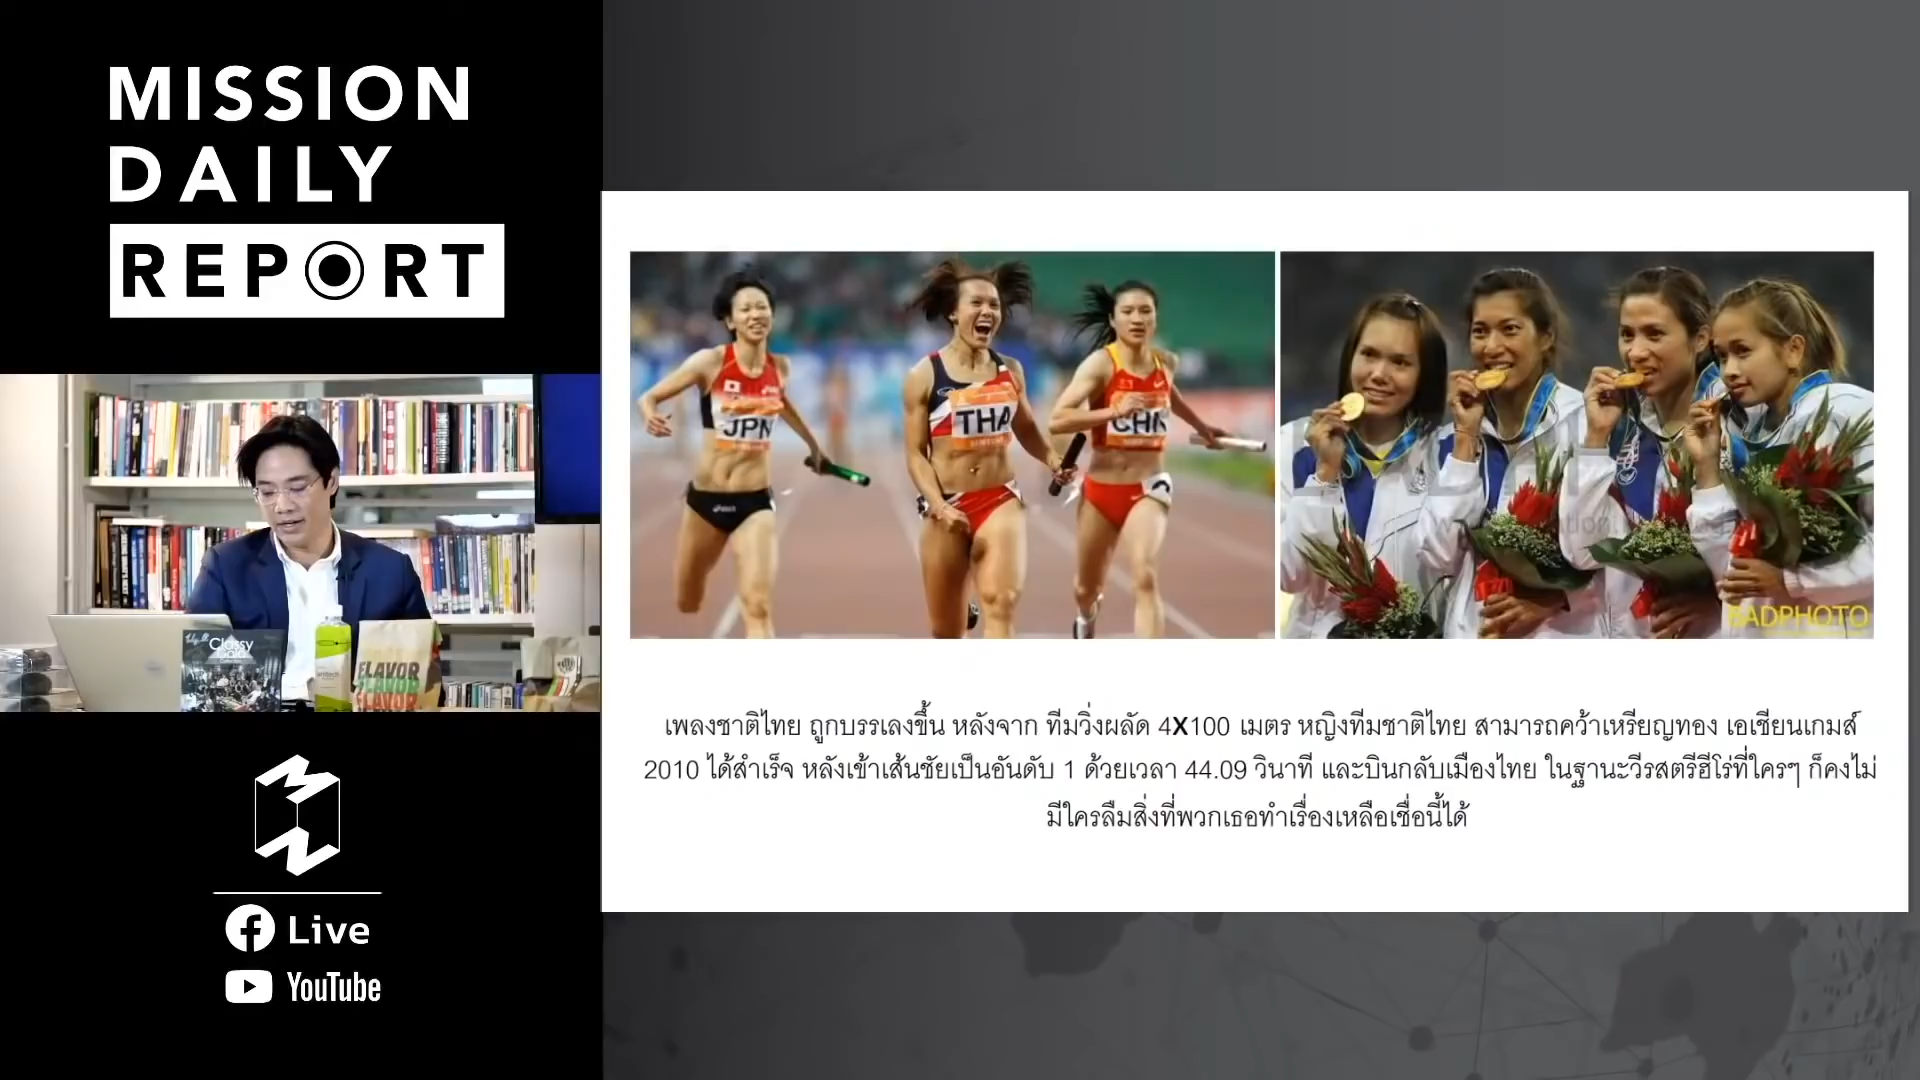 MISSION
DAILY
REPORT
JPN
THA
CHN
BADPHOTO
Classy
FLAVOR
FLAVOR
FLAVOR
เพลงชาติไทย ถูกบรรเลงขึ้น หลังจาก ทีมวิ่งผลัด 4X100 เมตร หญิงทีมชาติไทย สามารถคว้าเหรียญทอง เอเชียนเกมส์
2010 ได้สำเร็จ หลังเข้าเส้นชัยเป็นอันดับ 1 ด้วยเวลา 44.09 วินาที และบินกลับเมืองไทย ในฐานะวีรสตรีฮีโร่ที่ใครๆ ก็คงไม่
มีใครลืมสิ่งที่พวกเธอทำเรื่องเหลือเชื่อนี้ได้
Live
YouTube